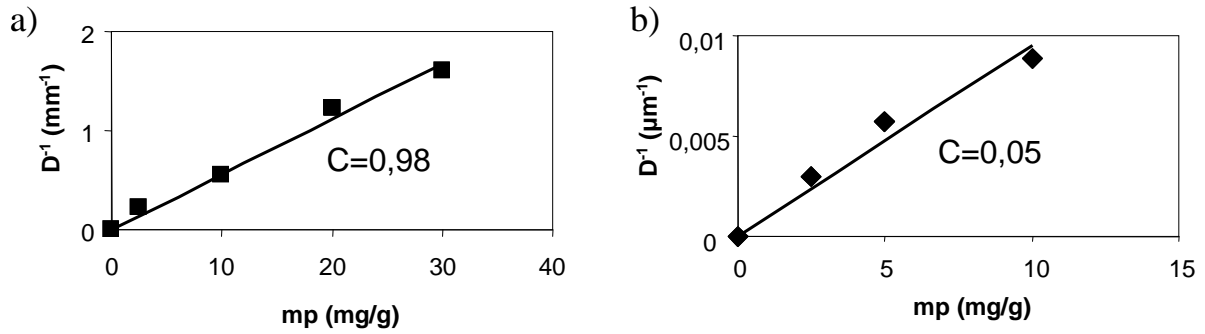 a)
2
1
0
D⁻¹ (mm⁻¹)
C=0,98
0 10 20 30 40
mp (mg/g)
b)
0,01
0,005
0
D⁻¹ (µm⁻¹)
C=0,05
0 5 10 15
mp (mg/g)